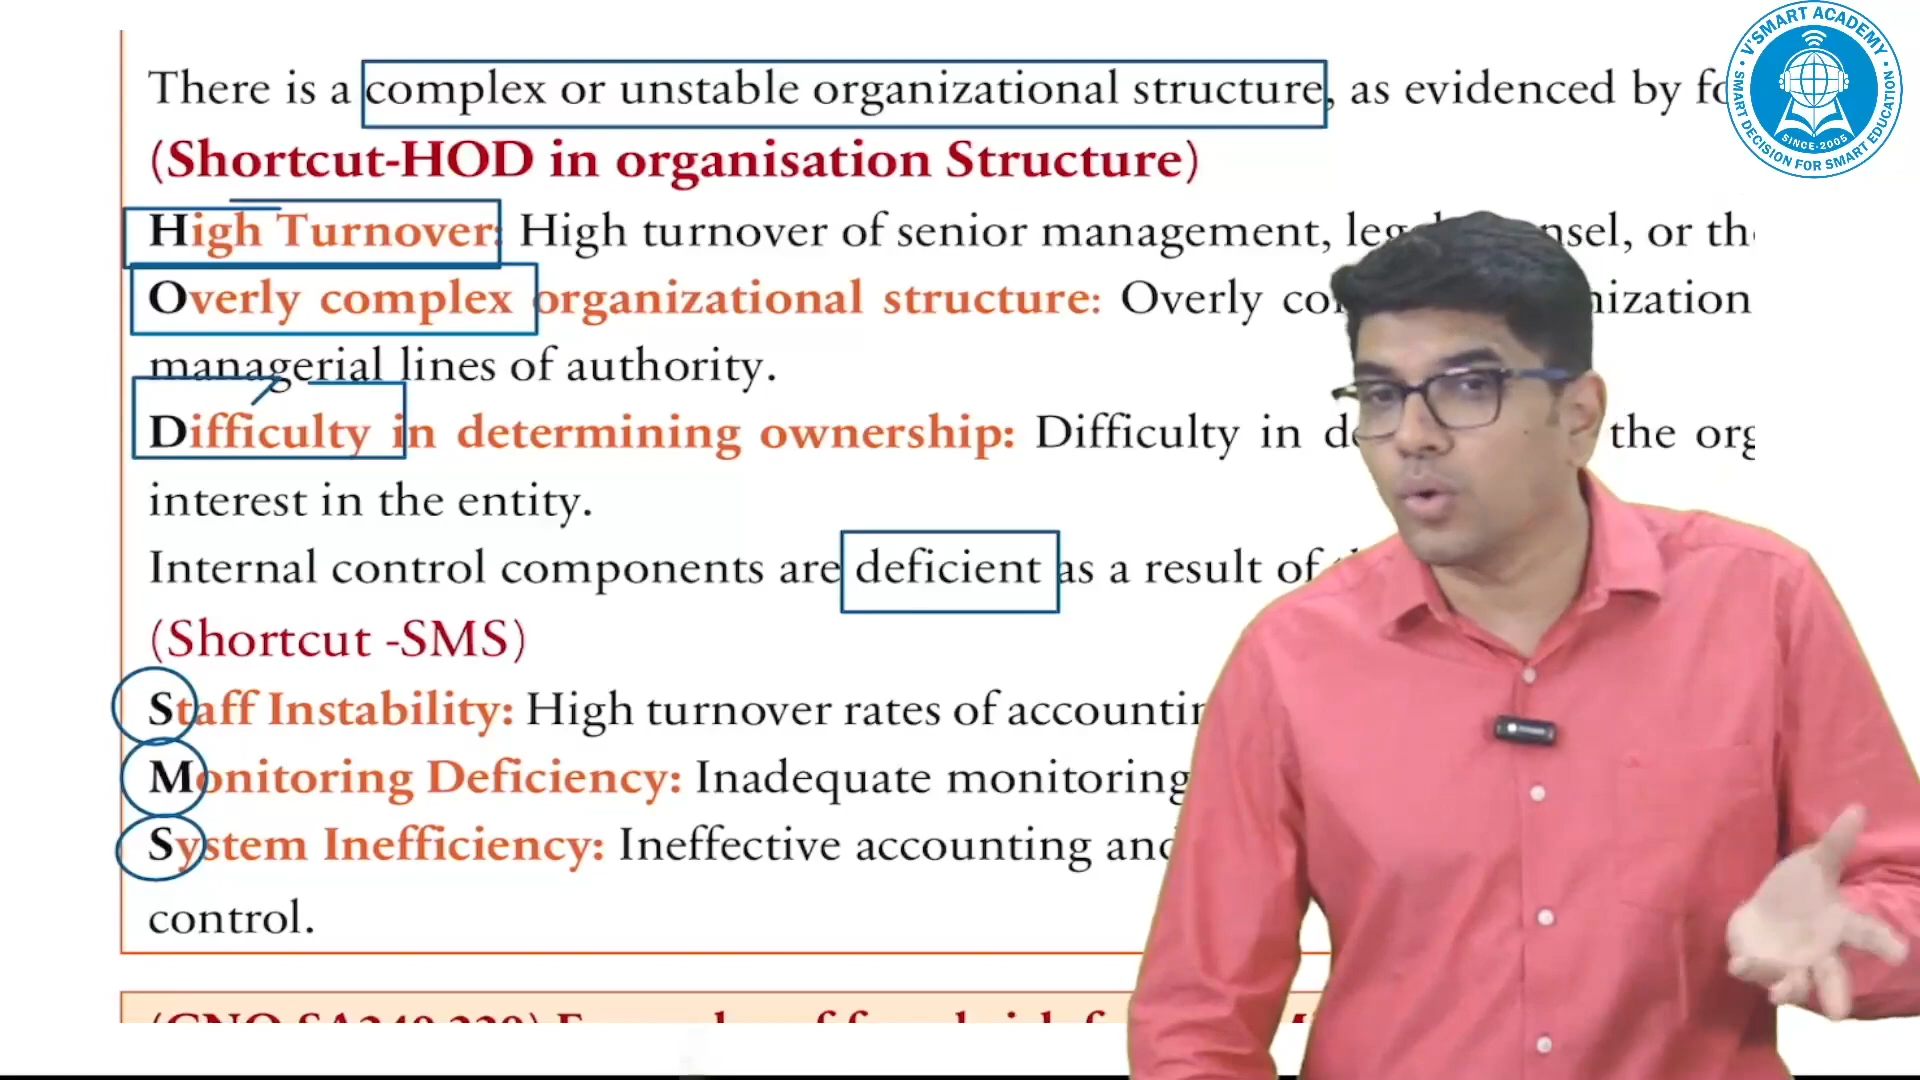 There is a complex or unstable organizational structure, as evidenced by
(Shortcut-HOD in organisation Structure)
High Turnover: High turnover of senior management, or
Overly complex organizational structure: Overly
managerial lines of authority.
Difficulty in determining ownership: Difficulty in the
interest in the entity.
Internal control components are deficient as a result of
(Shortcut -SMS)
Staff Instability: High turnover rates of
Monitoring Deficiency: Inadequate monitoring
System Inefficiency: Ineffective accounting
control.
V'SMART ACADEMY
SMART DECISION FOR SMART EDUCATION
SINCE-2005